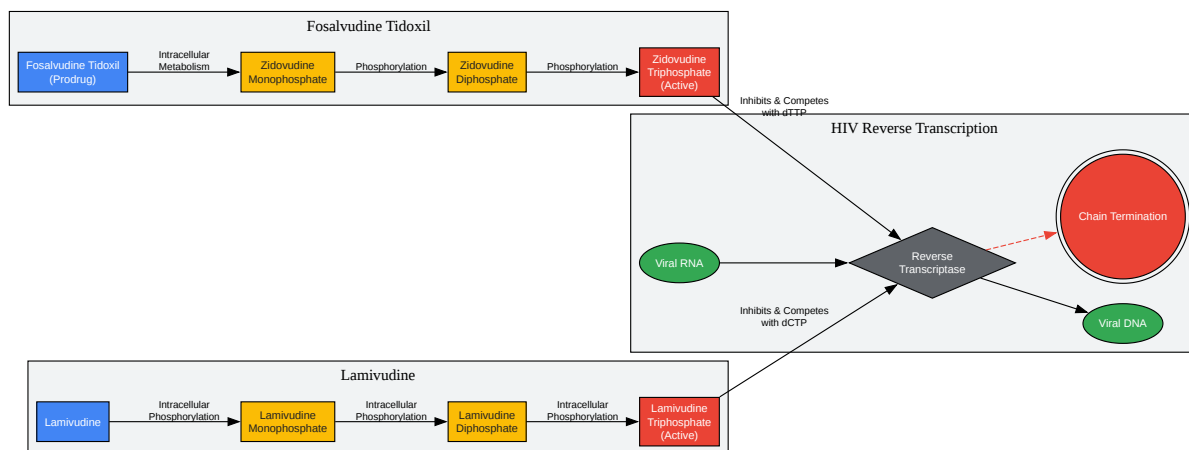 Fosalvudine Tidoxil
Fosalvudine Tidoxil
(Prodrug)
Intracellular
Metabolism
Zidovudine
Monophosphate
Phosphorylation
Zidovudine
Diphosphate
Phosphorylation
Zidovudine
Triphosphate
(Active)
Inhibits & Competes
with dTTP
HIV Reverse Transcription
Viral RNA
Reverse
Transcriptase
Chain Termination
Viral DNA
Inhibits & Competes
with dCTP
Lamivudine
Lamivudine
Intracellular
Phosphorylation
Lamivudine
Monophosphate
Intracellular
Phosphorylation
Lamivudine
Diphosphate
Intracellular
Phosphorylation
Lamivudine
Triphosphate
(Active)